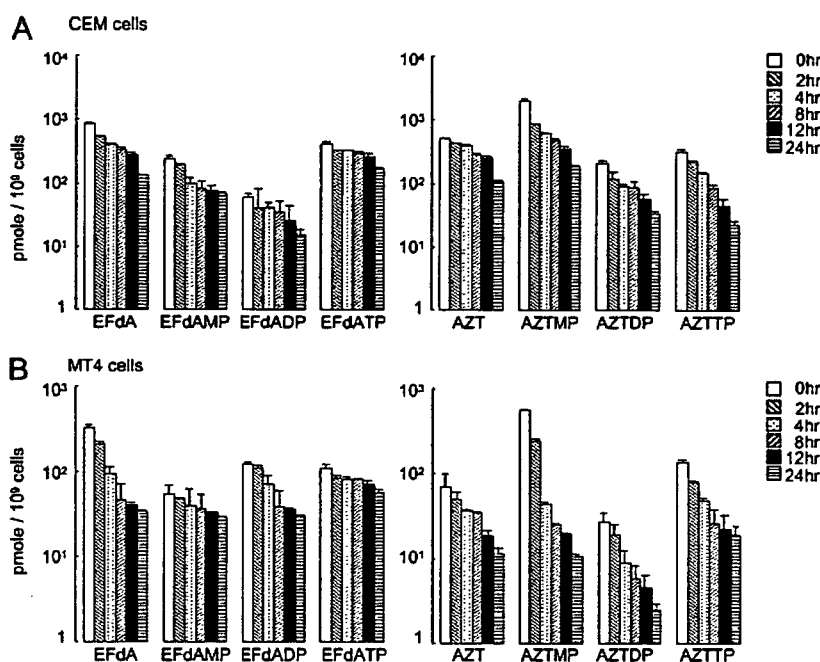 A CEM cells
pmole / 10⁹ cells
10⁴
10³
10²
10¹
1
EFdA EFdAMP EFdADP EFdATP
10⁴
10³
10²
10¹
1
AZT AZTMP AZTDP AZTTP
0hr
2hr
4hr
8hr
12hr
24hr
B MT4 cells
pmole / 10⁹ cells
10³
10²
10¹
1
EFdA EFdAMP EFdADP EFdATP
10³
10²
10¹
1
AZT AZTMP AZTDP AZTTP
0hr
2hr
4hr
8hr
12hr
24hr